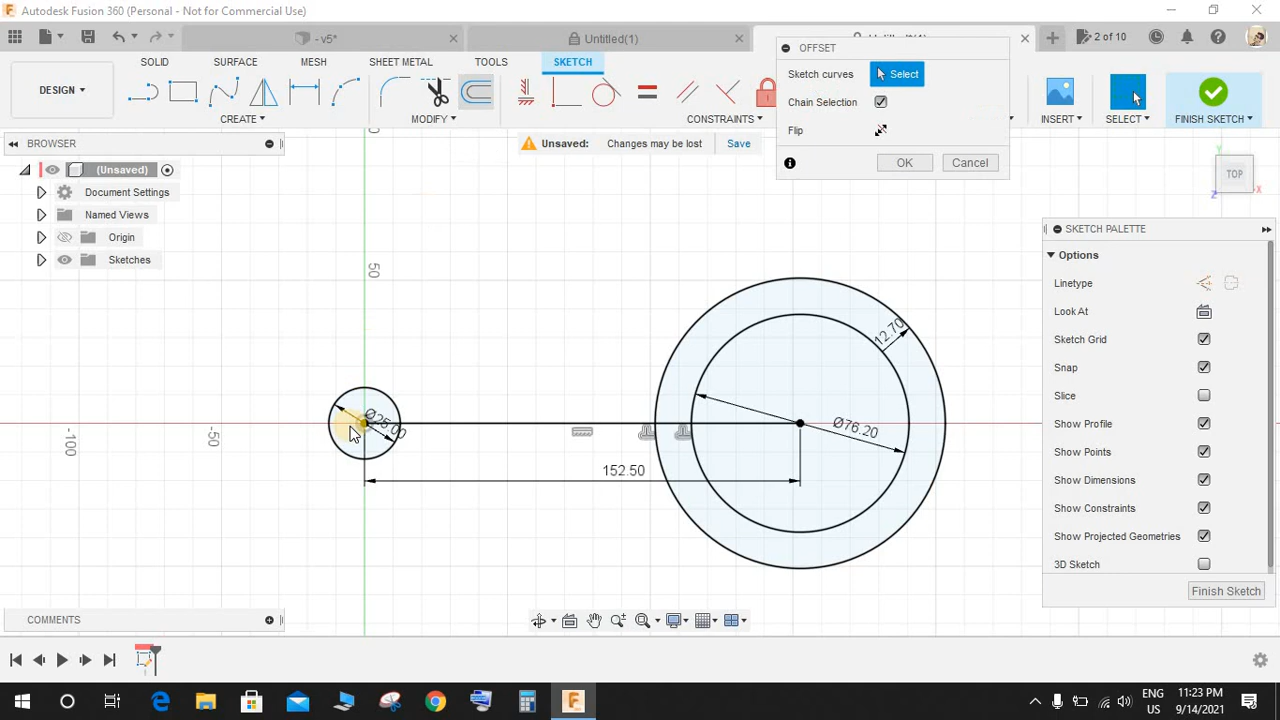 Autodesk Fusion 360 (Personal - Not for Commercial Use)
- v5*
Untitled(1)
2 of 10
DESIGN
SOLID
SURFACE
MESH
SHEET METAL
TOOLS
SKETCH
CREATE
MODIFY
CONSTRAINTS
INSERT
SELECT
FINISH SKETCH
OFFSET
Sketch curves
Select
Chain Selection
Flip
OK
Cancel
BROWSER
(Unsaved)
Document Settings
Named Views
Origin
Sketches
Unsaved:
Changes may be lost
Save
TOP
Y
X
Z
50
-100
-50
Ø25.00
152.50
Ø76.20
12.70
SKETCH PALETTE
Options
Linetype
Look At
Sketch Grid
Snap
Slice
Show Profile
Show Points
Show Dimensions
Show Constraints
Show Projected Geometries
3D Sketch
Finish Sketch
COMMENTS
ENG
US
11:23 PM
9/14/2021